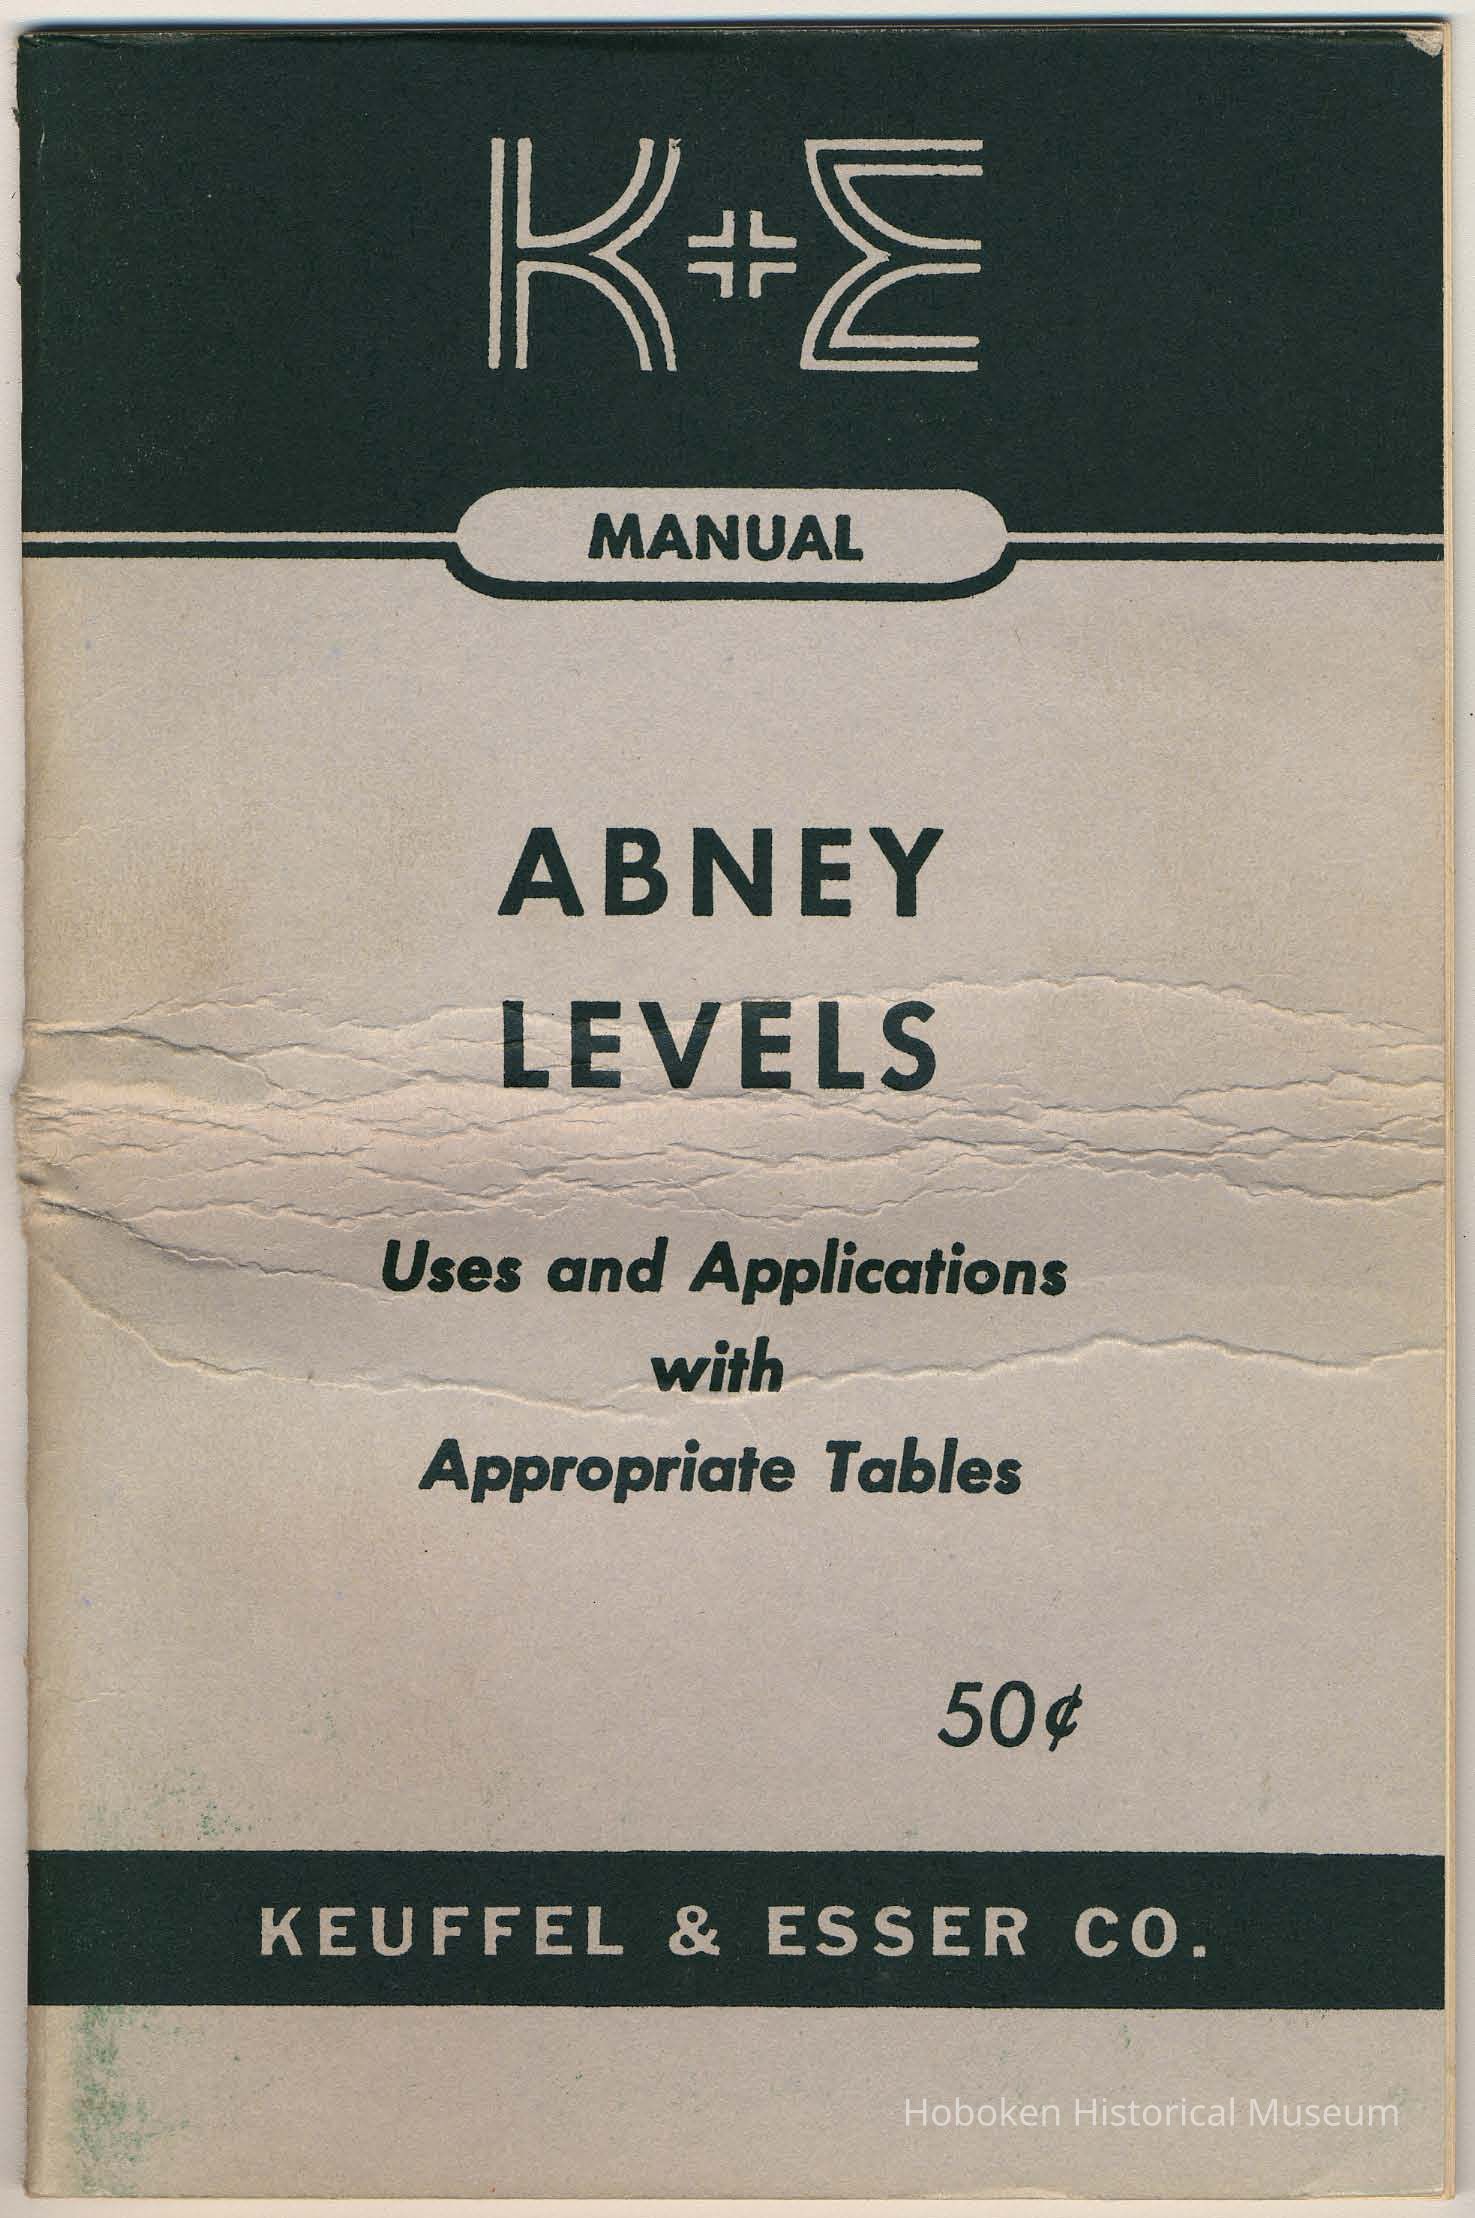 K+E
MANUAL
ABNEY
LEVELS
Uses and Applications
with
Appropriate Tables
50¢
KEUFFEL & ESSER CO.
Hoboken Historical Museum